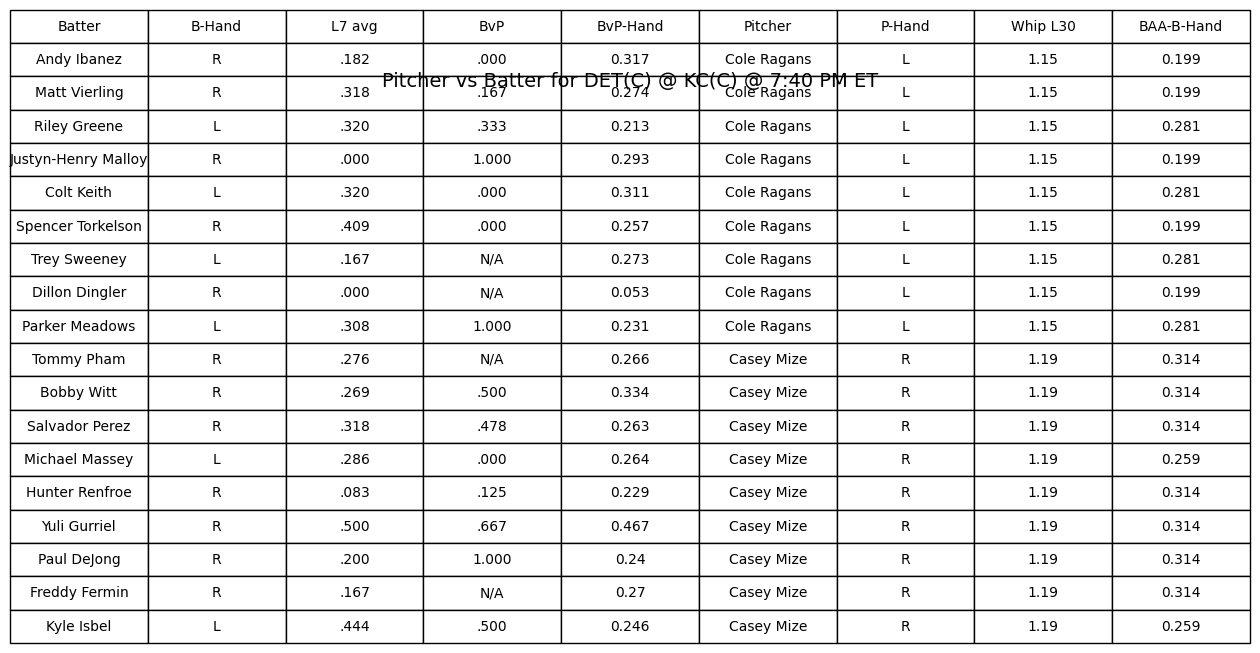 Batter B-Hand L7 avg BvP BvP-Hand Pitcher P-Hand Whip L30 BAA-B-Hand
Andy Ibanez R .182 .000 0.317 Cole Ragans L 1.15 0.199
Pitcher vs Batter for DET(C) @ KC(C) @ 7:40 PM ET
Matt Vierling R .318 .167 0.274 Cole Ragans L 1.15 0.199
Riley Greene L .320 .333 0.213 Cole Ragans L 1.15 0.281
Justyn-Henry Malloy R .000 1.000 0.293 Cole Ragans L 1.15 0.199
Colt Keith L .320 .000 0.311 Cole Ragans L 1.15 0.281
Spencer Torkelson R .409 .000 0.257 Cole Ragans L 1.15 0.199
Trey Sweeney L .167 N/A 0.273 Cole Ragans L 1.15 0.281
Dillon Dingler R .000 N/A 0.053 Cole Ragans L 1.15 0.199
Parker Meadows L .308 1.000 0.231 Cole Ragans L 1.15 0.281
Tommy Pham R .276 N/A 0.266 Casey Mize R 1.19 0.314
Bobby Witt R .269 .500 0.334 Casey Mize R 1.19 0.314
Salvador Perez R .318 .478 0.263 Casey Mize R 1.19 0.314
Michael Massey L .286 .000 0.264 Casey Mize R 1.19 0.259
Hunter Renfroe R .083 .125 0.229 Casey Mize R 1.19 0.314
Yuli Gurriel R .500 .667 0.467 Casey Mize R 1.19 0.314
Paul DeJong R .200 1.000 0.24 Casey Mize R 1.19 0.314
Freddy Fermin R .167 N/A 0.27 Casey Mize R 1.19 0.314
Kyle Isbel L .444 .500 0.246 Casey Mize R 1.19 0.259